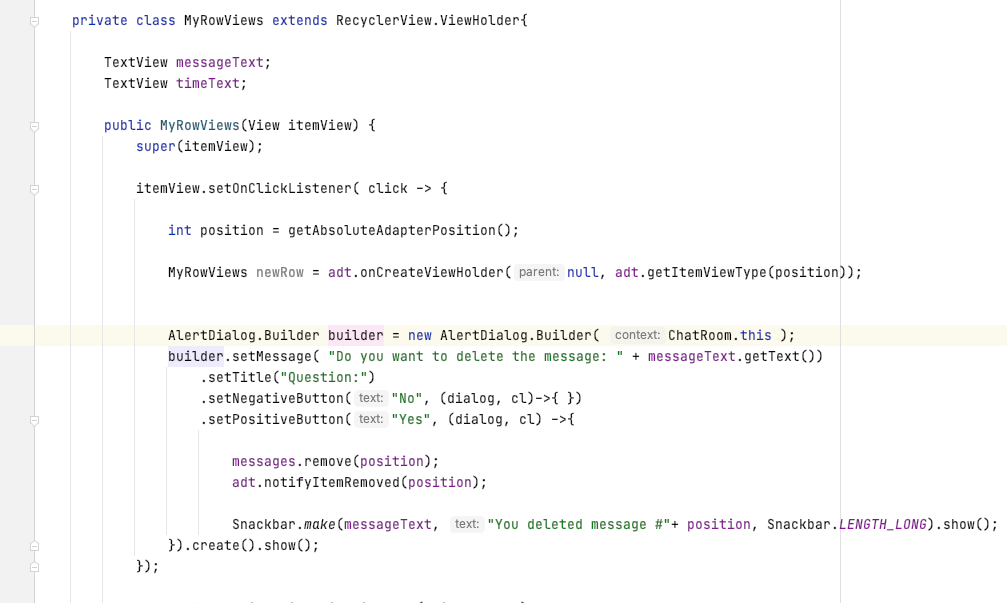 private class MyRowViews extends RecyclerView.ViewHolder{
TextView messageText;
TextView timeText;
public MyRowViews(View itemView) {
super(itemView);
itemView.setOnClickListener( click -> {
int position = getAbsoluteAdapterPosition();
MyRowViews newRow = adt.onCreateViewHolder( parent: null, adt.getItemViewType(position));
AlertDialog.Builder builder = new AlertDialog.Builder( context: ChatRoom.this );
builder.setMessage( "Do you want to delete the message: " + messageText.getText())
.setTitle("Question:")
.setNegativeButton( text: "No", (dialog, cl)->{ })
.setPositiveButton( text: "Yes", (dialog, cl) ->{
messages.remove(position);
adt.notifyItemRemoved(position);
Snackbar.make(messageText, text: "You deleted message #"+ position, Snackbar.LENGTH_LONG).show();
}).create().show();
});